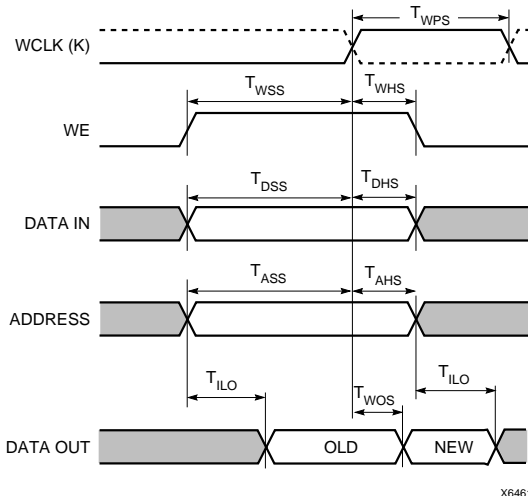 T_WPS
WCLK (K)
T_WSS T_WHS
WE
T_DSS T_DHS
DATA IN
T_ASS T_AHS
ADDRESS
T_ILO T_WOS T_ILO
DATA OUT OLD NEW